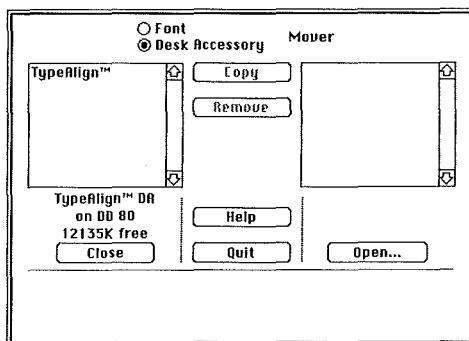 Font
Desk Accessory
Mover
TypeAlign™
Copy
Remove
TypeAlign™ DA
on DD 80
12135K free
Help
Close
Quit
Open...